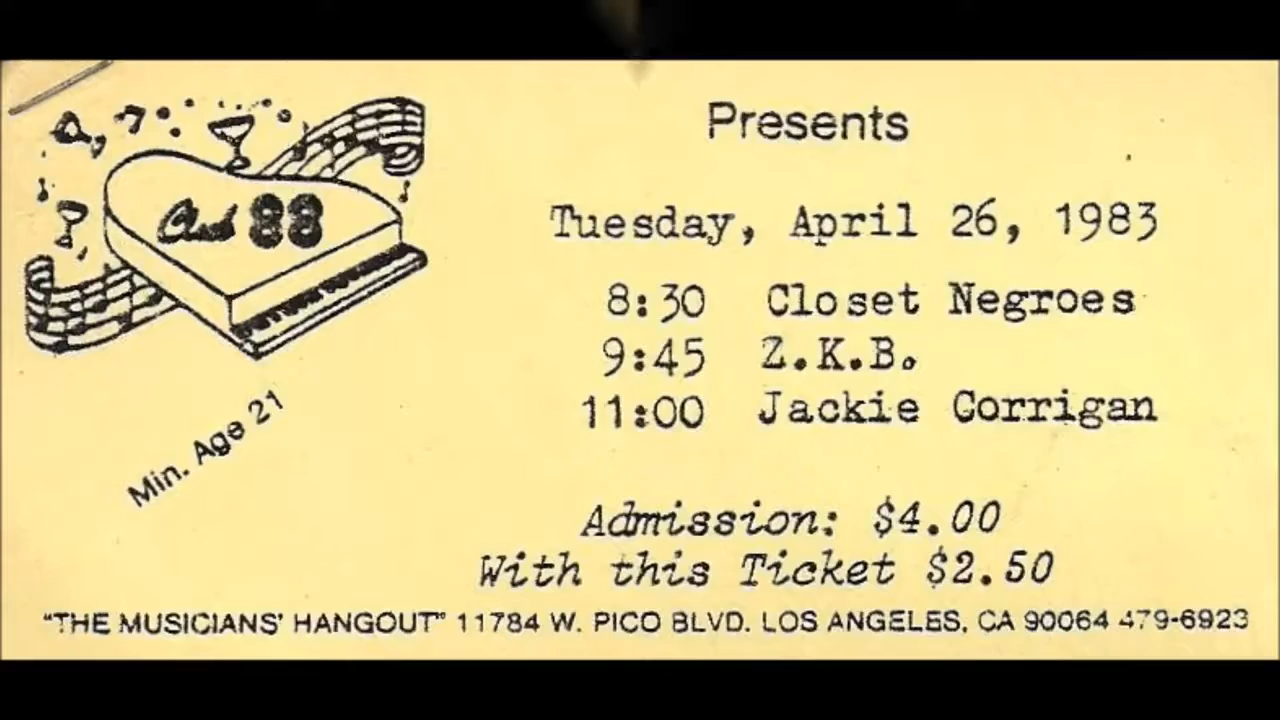 Club 88
Presents
Tuesday, April 26, 1983
8:30 Closet Negroes
9:45 Z.K.B.
11:00 Jackie Corrigan
Min. Age 21
Admission: $4.00
With this Ticket $2.50
"THE MUSICIANS' HANGOUT" 11784 W. PICO BLVD. LOS ANGELES, CA 90064 479-6923